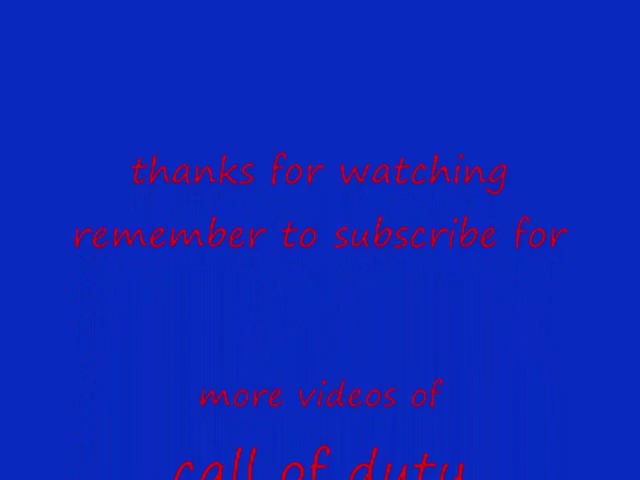 thanks for watching
remember to subscribe for
more videos of
call of duty